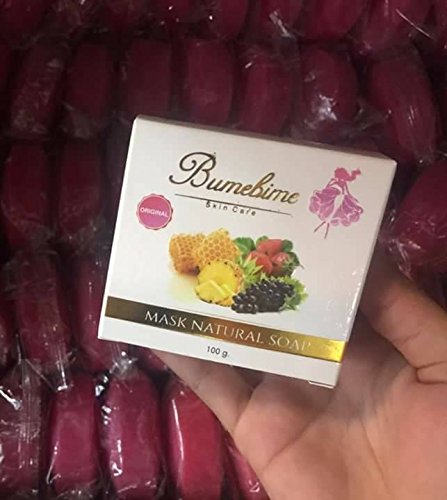 Bumebime
Skin Care
ORIGINAL
MASK NATURAL SOAP
100 g.